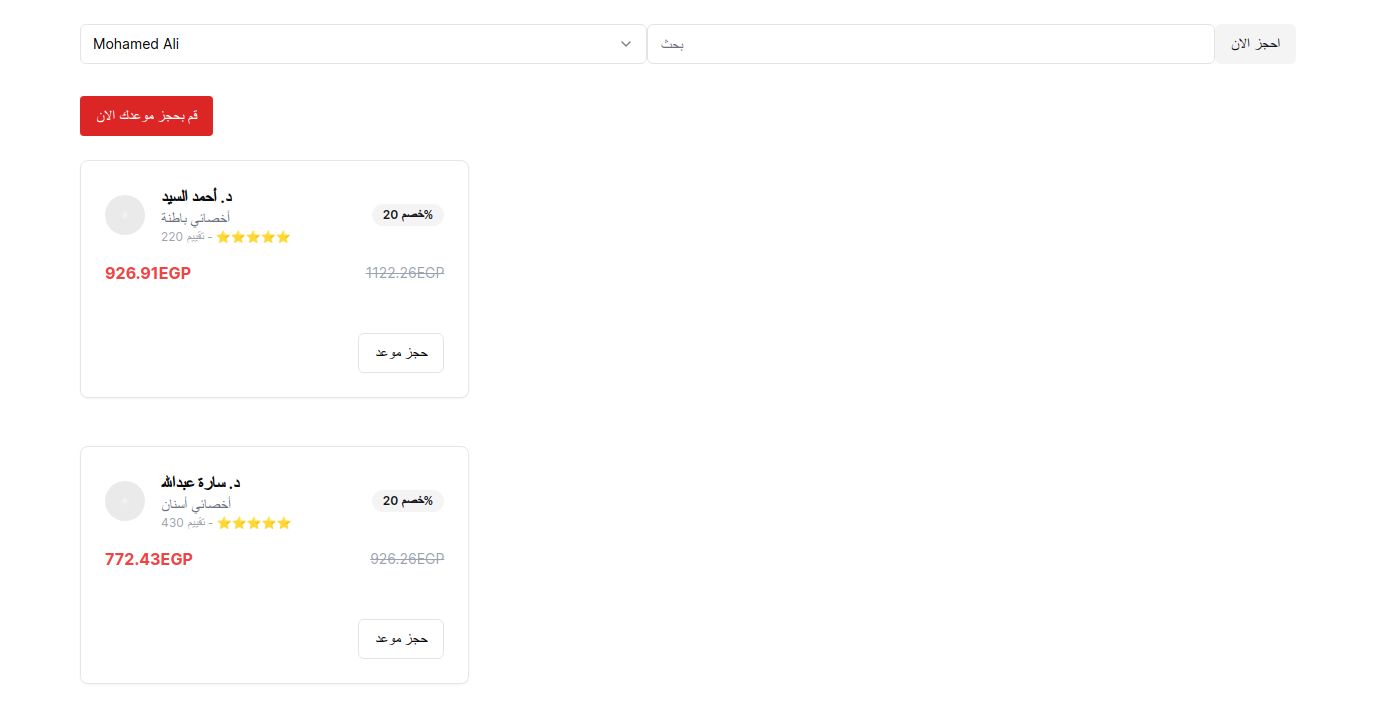 Mohamed Ali
بحث
احجز الان
قم بحجز موعدك الان
د. أحمد السيد
أخصائي باطنة
⭐⭐⭐⭐⭐ - تقييم 220
%خصم 20
926.91EGP
1122.26EGP
حجز موعد
د. سارة عبدالله
أخصائي أسنان
⭐⭐⭐⭐⭐ - تقييم 430
%خصم 20
772.43EGP
926.26EGP
حجز موعد